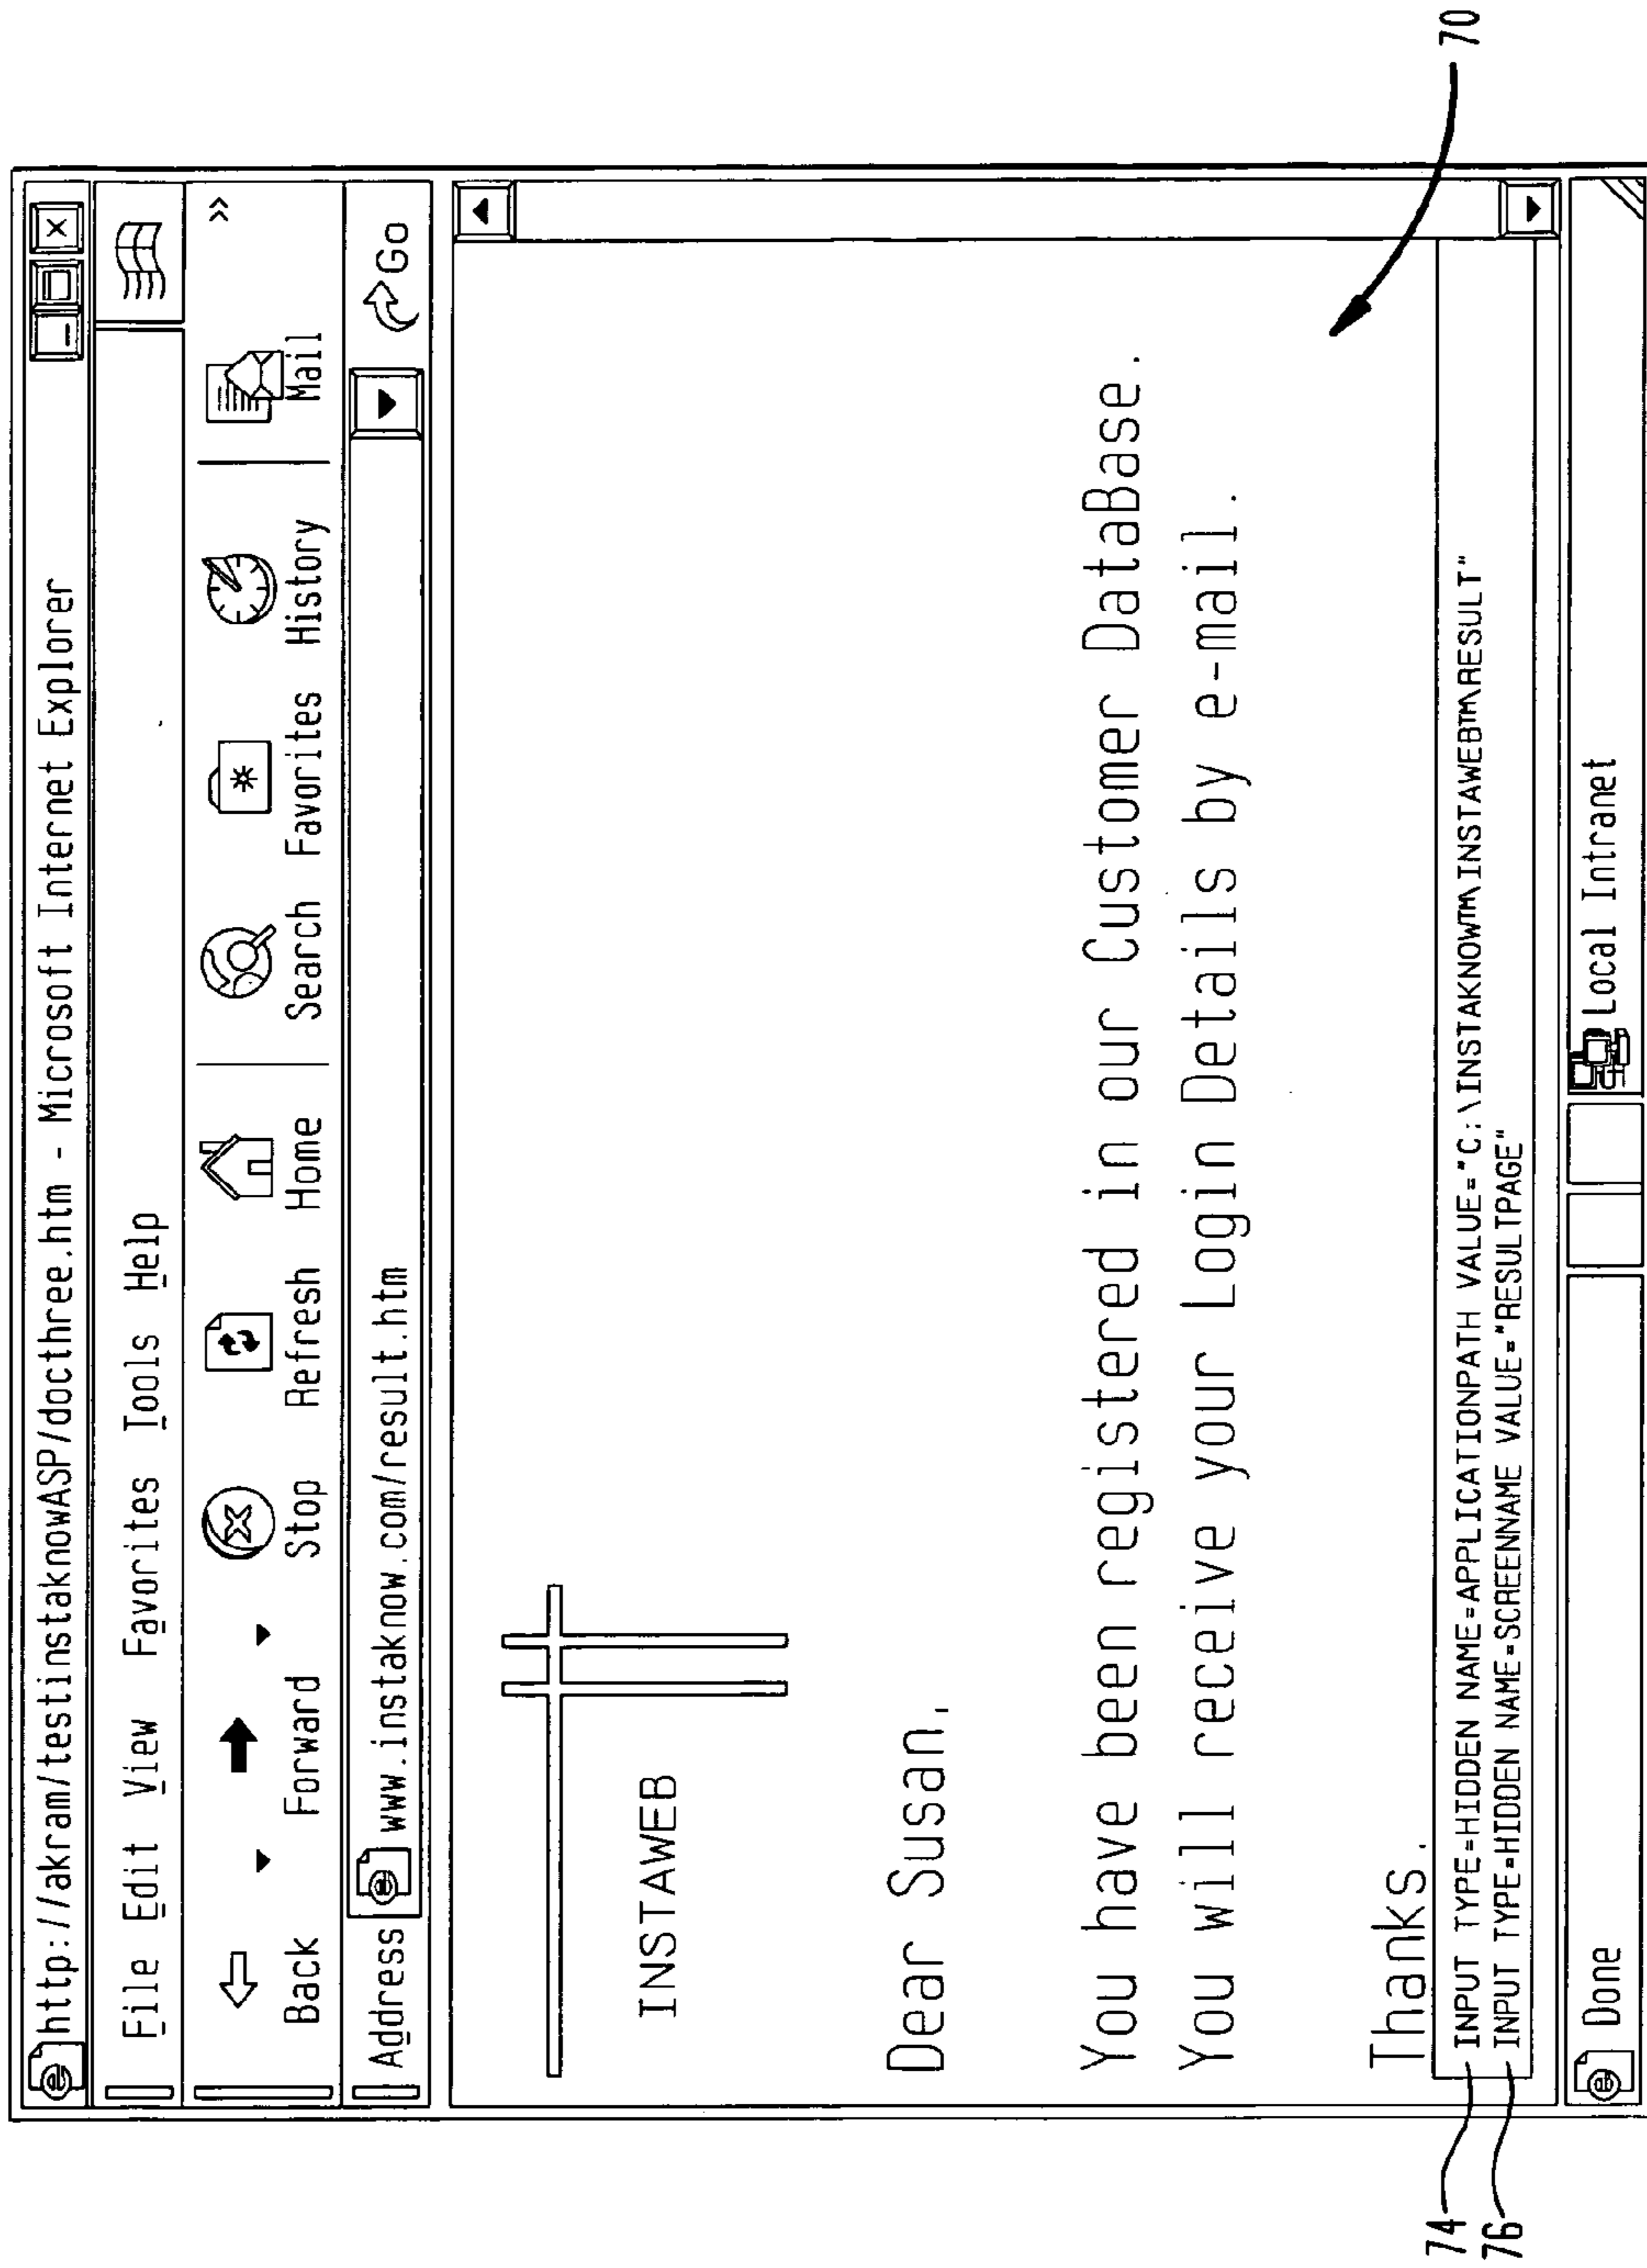 http://akram/testinstaknowASP/docthree.htm - Microsoft Internet Explorer
File Edit View Favorites Tools Help
Back Forward Stop Refresh Home Search Favorites History Mail »
Address www.instaknow.com/result.htm Go
INSTAWEB
Dear Susan,
You have been registered in our Customer DataBase.
You will receive your Login Details by e-mail.
Thanks.
70
74 INPUT TYPE=HIDDEN NAME=APPLICATIONPATH VALUE="C:\INSTAKNOW™\INSTAWEB™\RESULT"
76 INPUT TYPE=HIDDEN NAME=SCREENNAME VALUE="RESULTPAGE"
Done Local Intranet